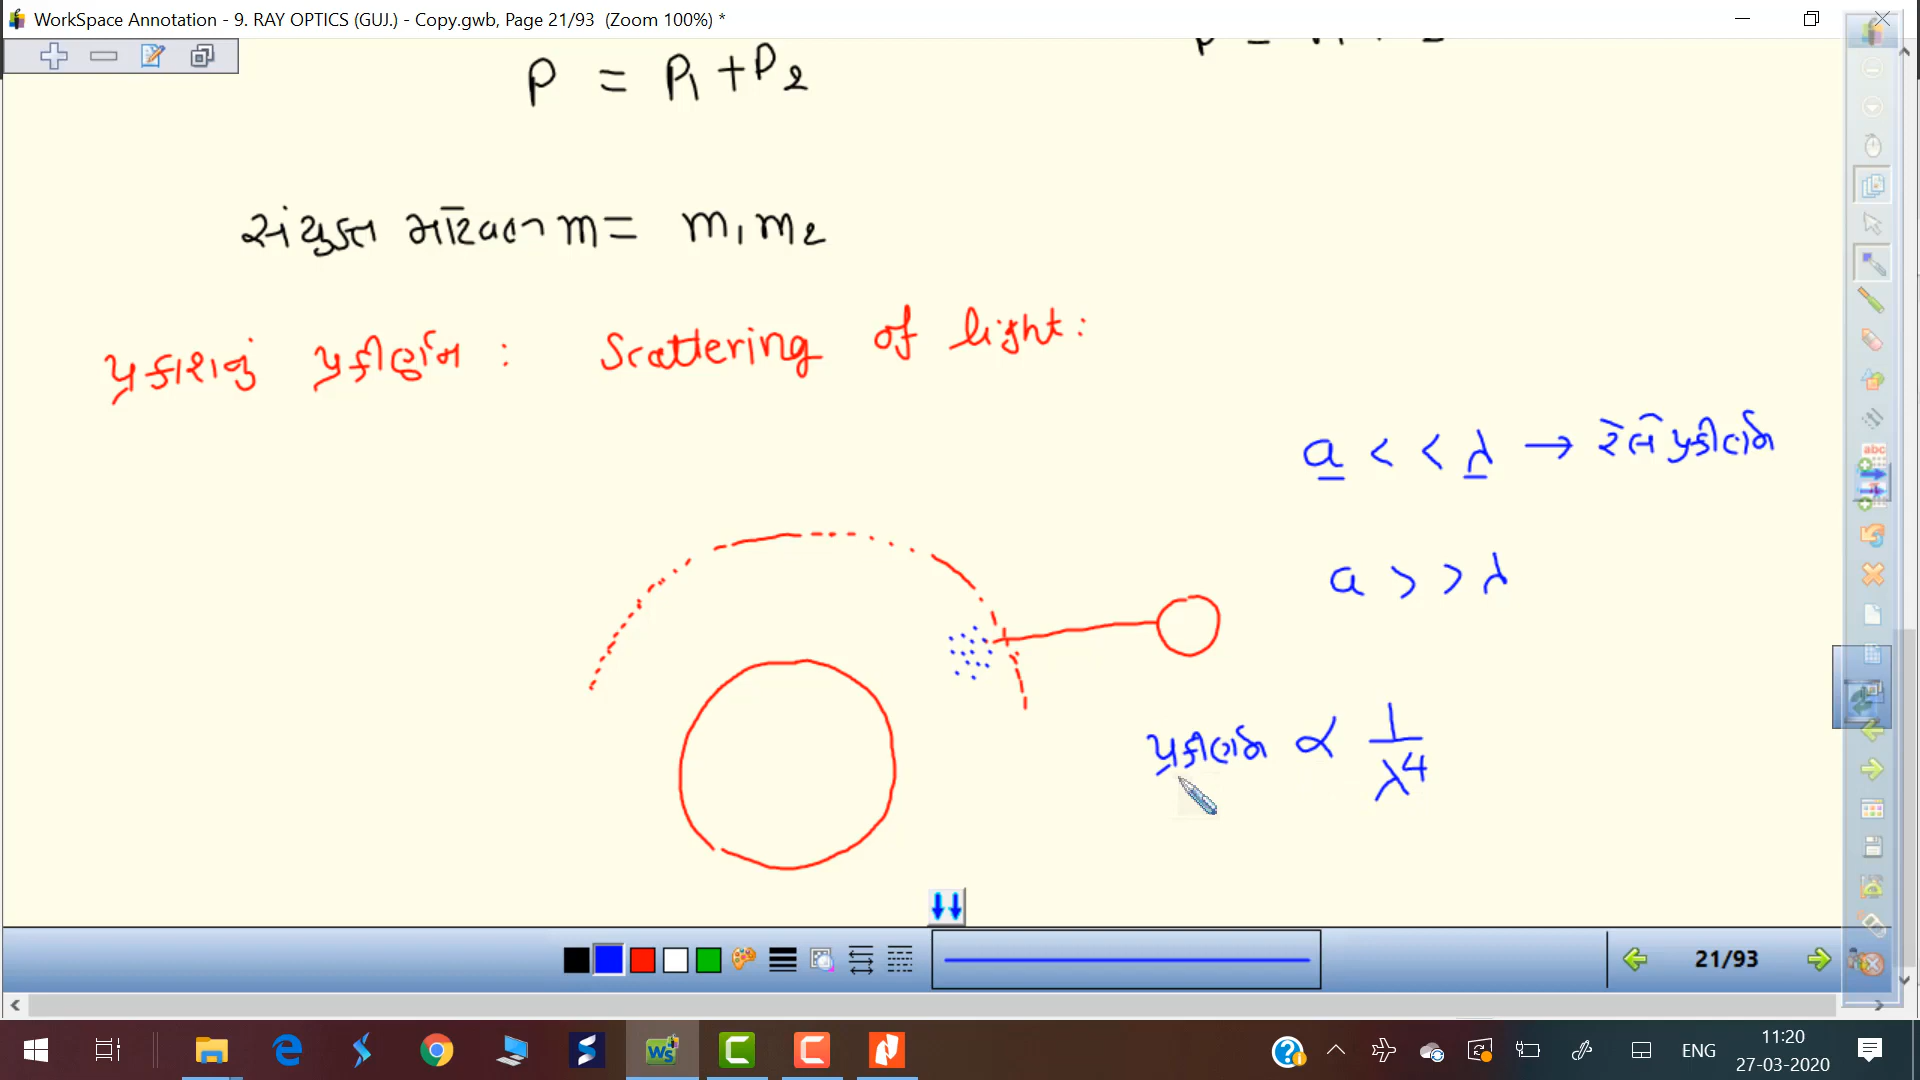 WorkSpace Annotation - 9. RAY OPTICS (GUJ.) - Copy.gwb, Page 21/93 (Zoom 100%) *
P = P₁ + P₂
સંયુક્ત મોટવણી m = m₁ m₂
પ્રકાશનું પ્રકીર્ણન : Scattering of light :
a < < λ → રેલે પ્રકીર્ણન
a > > λ
પ્રકીર્ણન ∝ 1/λ⁴
abc
21/93
11:20
ENG
27-03-2020